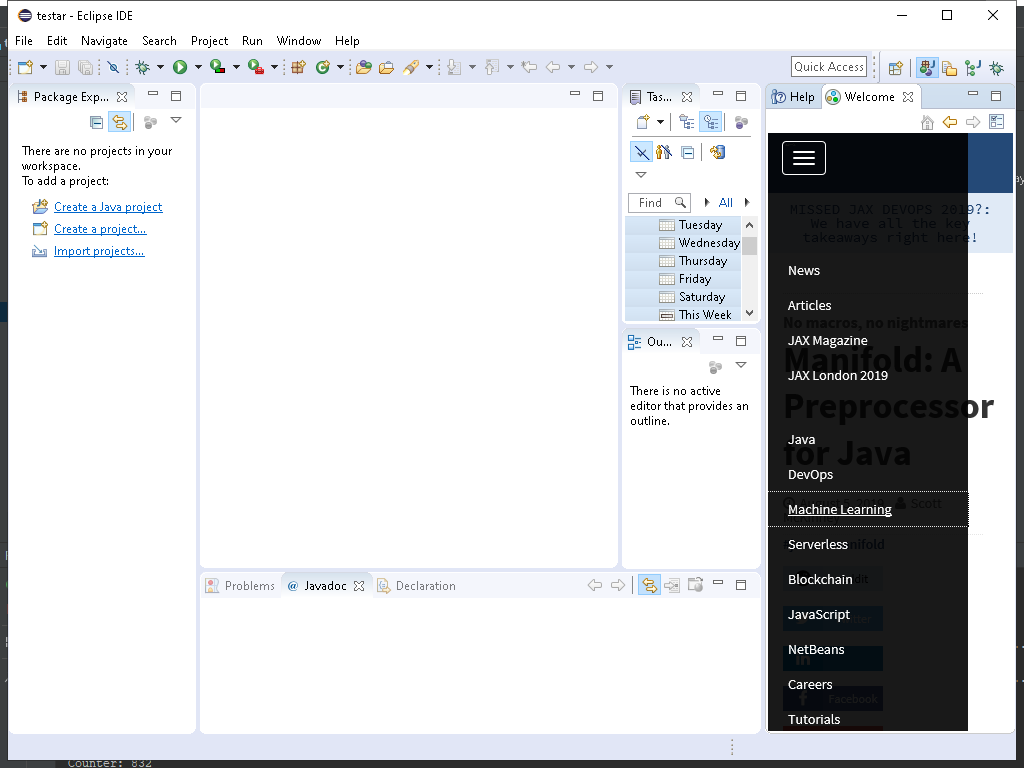 testar - Eclipse IDE
File Edit Navigate Search Project Run Window Help
Quick Access
Package Exp...
There are no projects in your
workspace.
To add a project:
Create a Java project
Create a project...
Import projects...
Tas...
Find
All
Tuesday
Wednesday
Thursday
Friday
Saturday
This Week
Ou...
There is no active
editor that provides an
outline.
Problems @ Javadoc Declaration
Help Welcome
MISSED JAX DEVOPS 2019?:
We have all the key
takeaways right here!
News
Articles
No macros, no nightmares
JAX Magazine
Manifold: A
JAX London 2019
Preprocessor
Java
for Java
DevOps
Scott
Machine Learning
Serverless
Blockchain
JavaScript
NetBeans
Careers
Facebook
Tutorials
Counter: 832